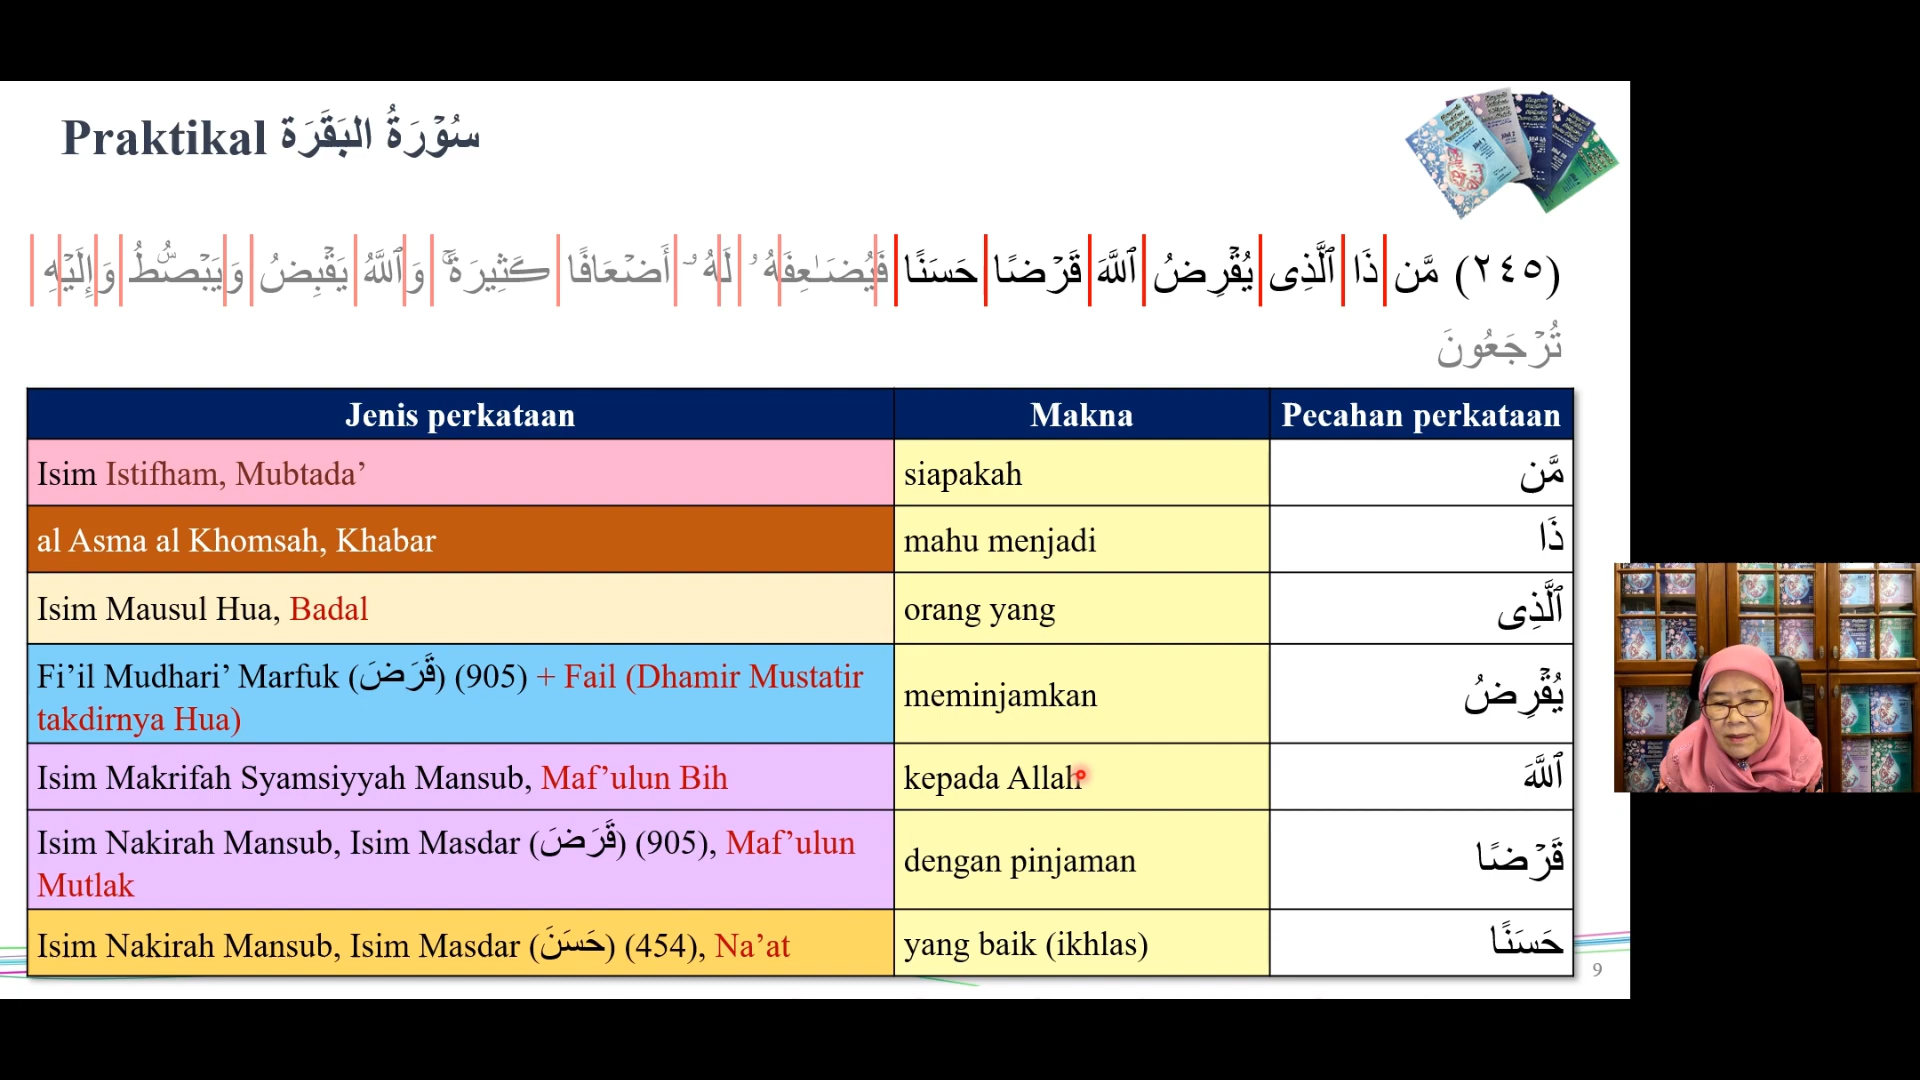 Praktikal سُوْرَةُ البَقَرَة
(٢٤٥) مَّن ذَا ٱلَّذِى يُقْرِضُ ٱللَّهَ قَرْضًا حَسَنًا فَيُضَـٰعِفَهُۥ لَهُۥٓ أَضْعَافًا كَثِيرَةًۚ وَٱللَّهُ يَقْبِضُ وَيَبْصُۜطُ وَإِلَيْهِ
تُرْجَعُونَ
Jenis perkataan Makna Pecahan perkataan
Isim Istifham, Mubtada’ siapakah مَّن
al Asma al Khomsah, Khabar mahu menjadi ذَا
Isim Mausul Hua, Badal orang yang ٱلَّذِى
Fi’il Mudhari’ Marfuk (قَرَضَ) (905) + Fail (Dhamir Mustatir
takdirnya Hua) meminjamkan يُقْرِضُ
Isim Makrifah Syamsiyyah Mansub, Maf’ulun Bih kepada Allah ٱللَّهَ
Isim Nakirah Mansub, Isim Masdar (قَرَضَ) (905), Maf’ulun
Mutlak dengan pinjaman قَرْضًا
Isim Nakirah Mansub, Isim Masdar (حَسَنَ) (454), Na’at yang baik (ikhlas) حَسَنًا
9